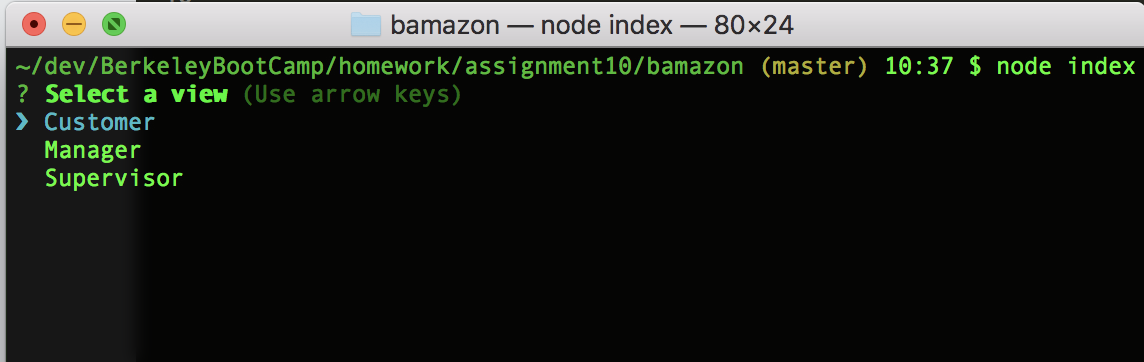 bamazon — node index — 80×24
~/dev/BerkeleyBootCamp/homework/assignment10/bamazon (master) 10:37 $ node index
? Select a view (Use arrow keys)
❯ Customer
Manager
Supervisor